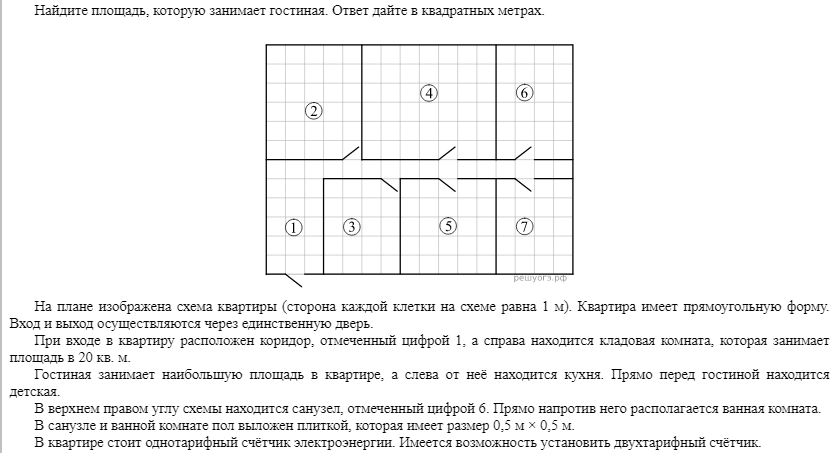 Найдите площадь, которую занимает гостиная. Ответ дайте в квадратных метрах.
2
4
6
1
3
5
7
решуогэ.рф
На плане изображена схема квартиры (сторона каждой клетки на схеме равна 1 м). Квартира имеет прямоугольную форму.
Вход и выход осуществляются через единственную дверь.
При входе в квартиру расположен коридор, отмеченный цифрой 1, а справа находится кладовая комната, которая занимает
площадь в 20 кв. м.
Гостиная занимает наибольшую площадь в квартире, а слева от неё находится кухня. Прямо перед гостиной находится
детская.
В верхнем правом углу схемы находится санузел, отмеченный цифрой 6. Прямо напротив него располагается ванная комната.
В санузле и ванной комнате пол выложен плиткой, которая имеет размер 0,5 м × 0,5 м.
В квартире стоит однотарифный счётчик электроэнергии. Имеется возможность установить двухтарифный счётчик.